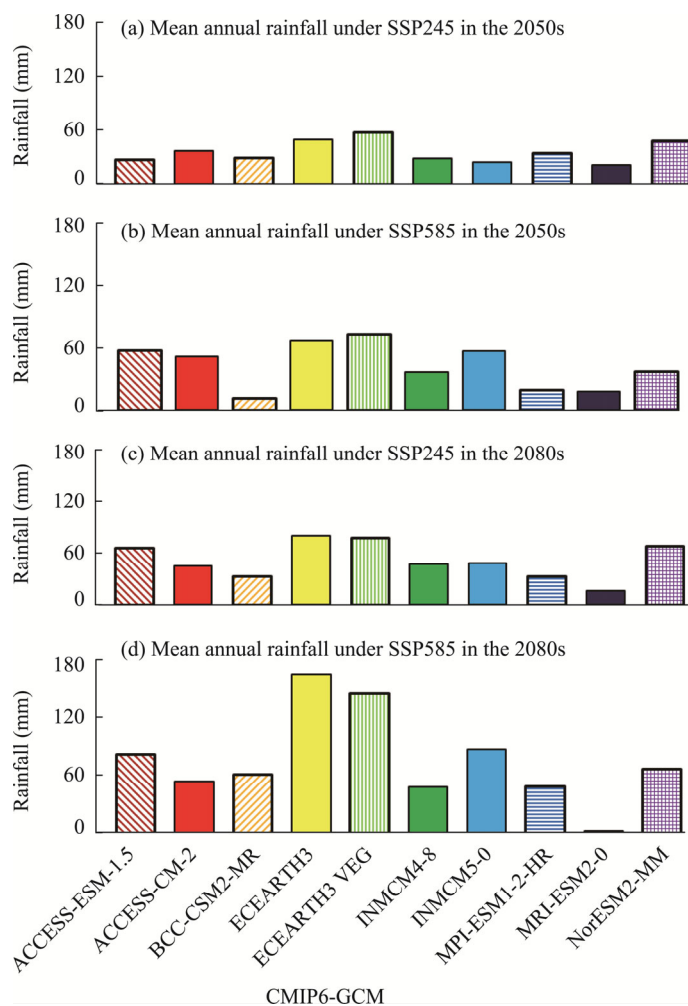 (a) Mean annual rainfall under SSP245 in the 2050s
Rainfall (mm)
180
120
60
0
(b) Mean annual rainfall under SSP585 in the 2050s
Rainfall (mm)
180
120
60
0
(c) Mean annual rainfall under SSP245 in the 2080s
Rainfall (mm)
180
120
60
0
(d) Mean annual rainfall under SSP585 in the 2080s
Rainfall (mm)
180
120
60
0
ACCESS-ESM-1.5
ACCESS-CM-2
BCC-CSM2-MR
ECEARTH3
ECEARTH3 VEG
INMCM4-8
INMCM5-0
MPI-ESM1-2-HR
MRI-ESM2-0
NorESM2-MM
CMIP6-GCM